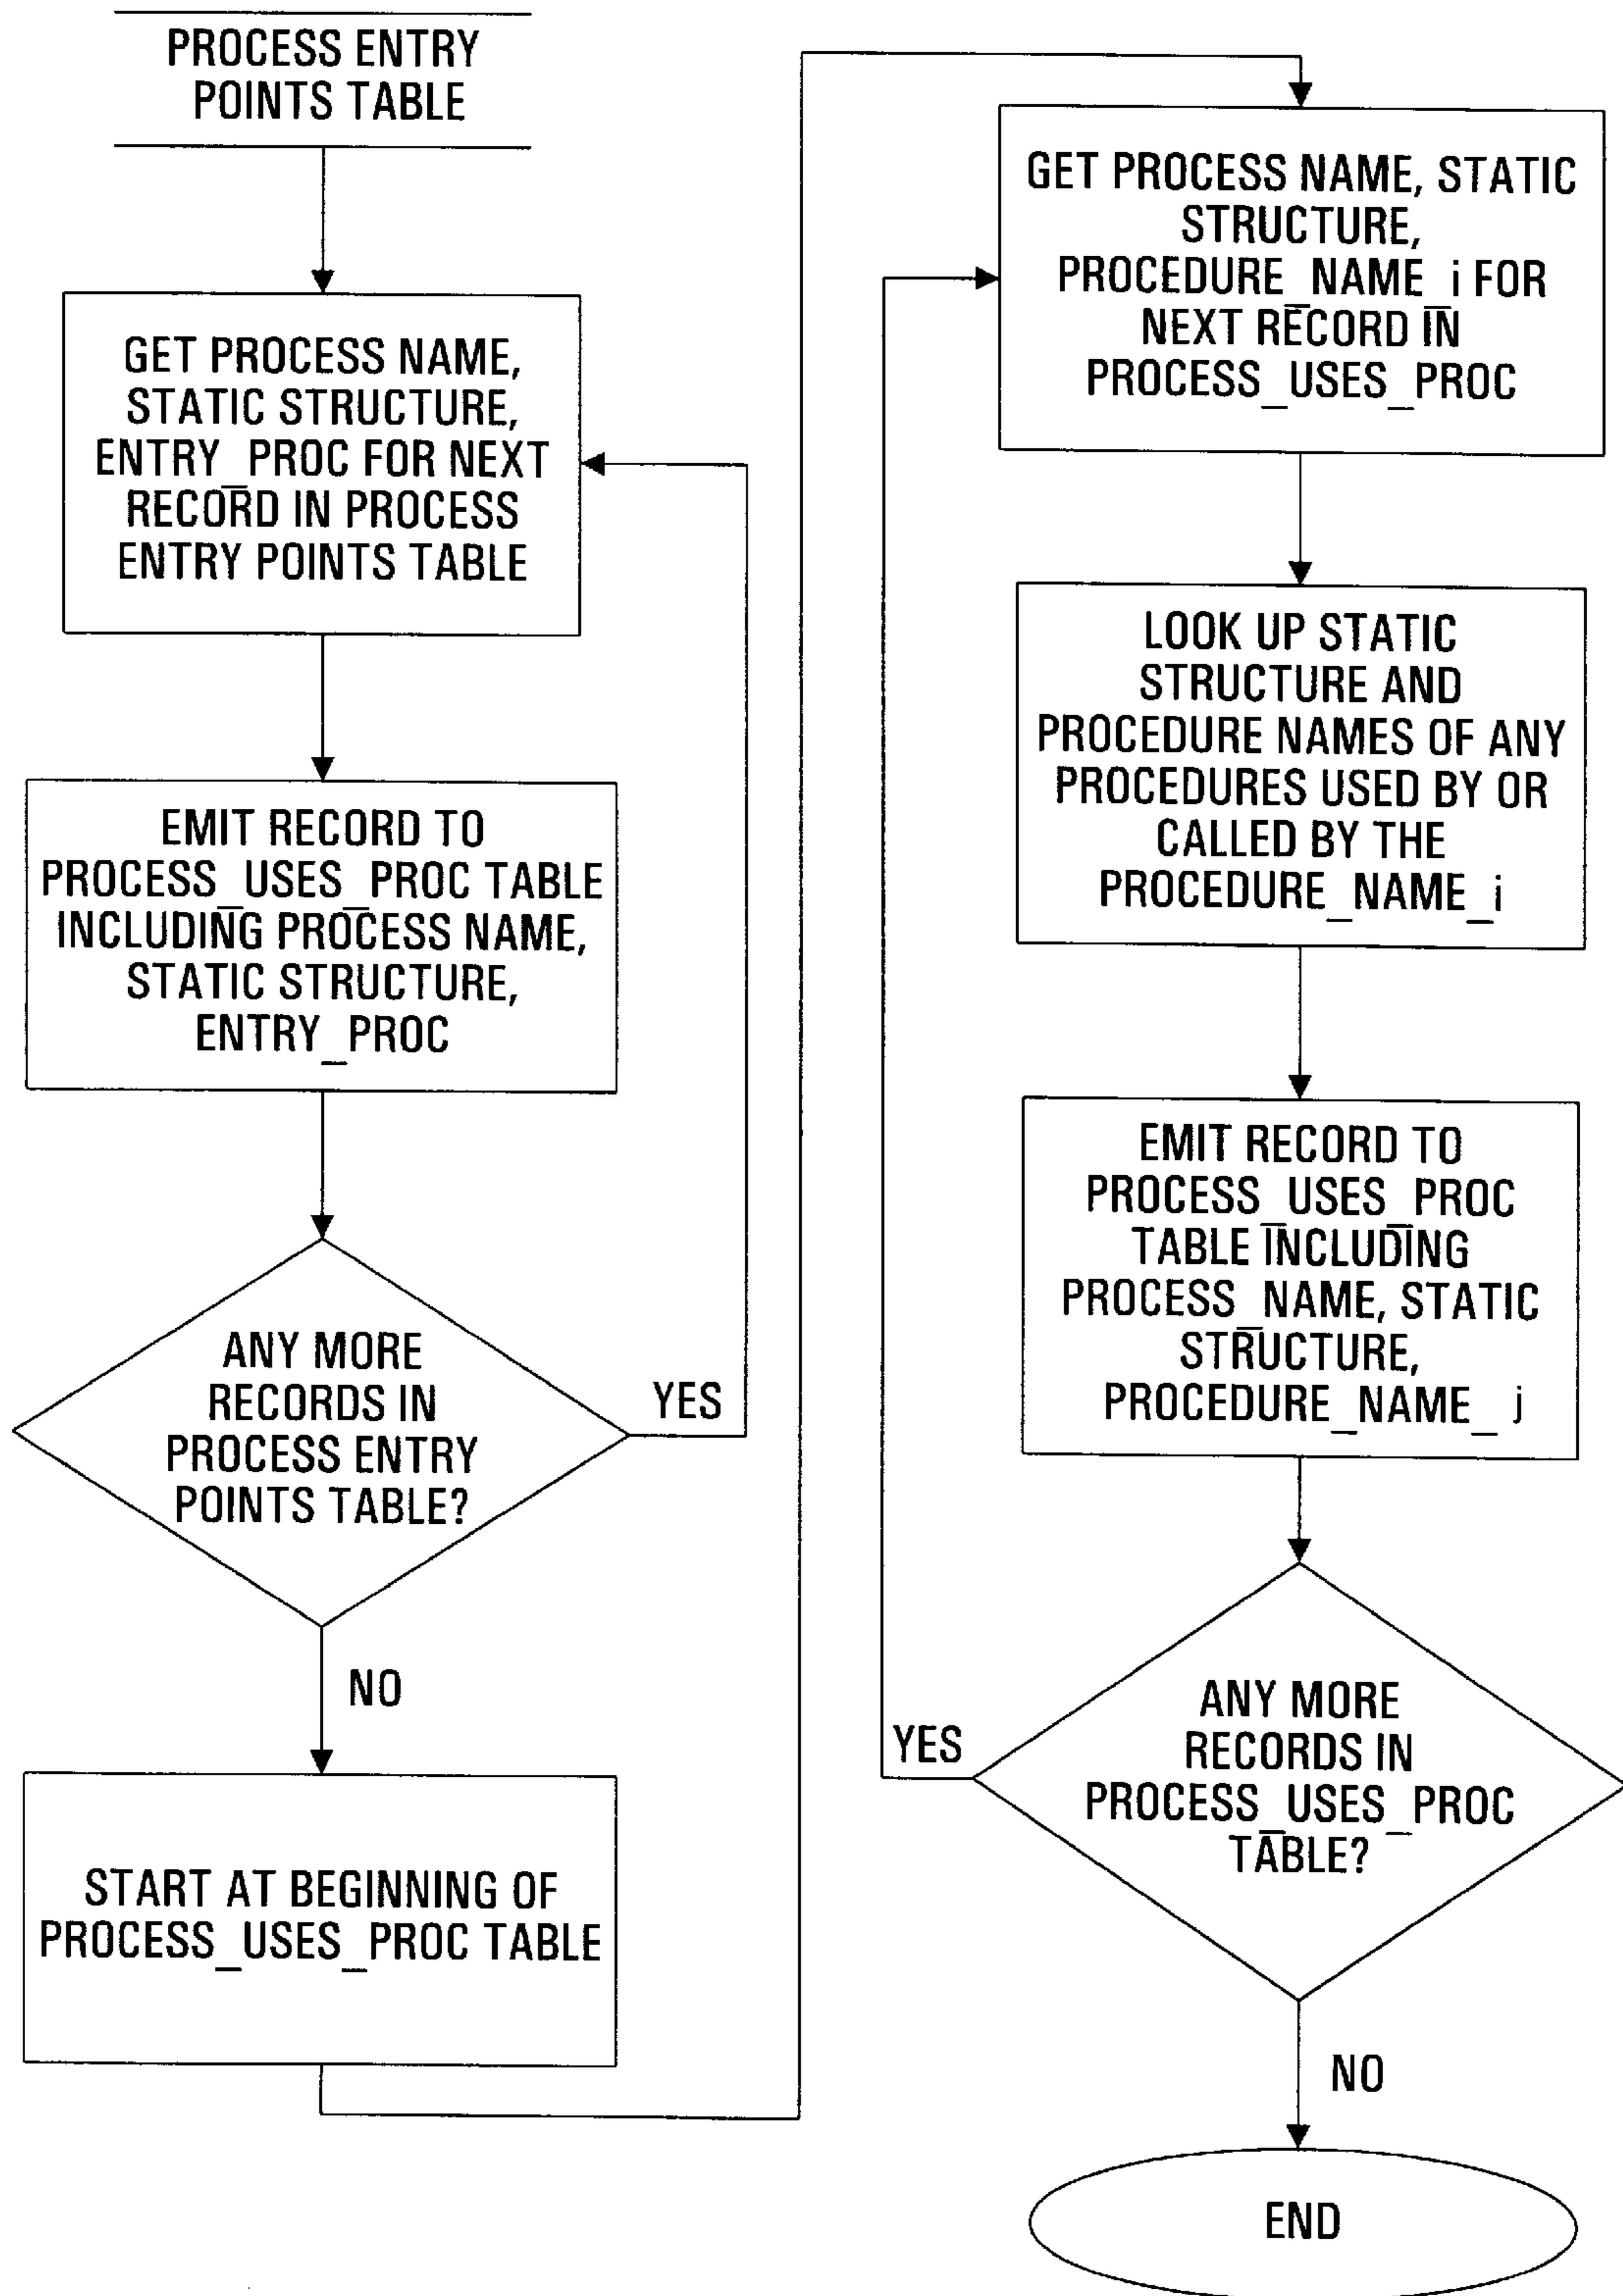 PROCESS ENTRY
POINTS TABLE
GET PROCESS NAME,
STATIC STRUCTURE,
ENTRY_PROC FOR NEXT
RECORD IN PROCESS
ENTRY POINTS TABLE
EMIT RECORD TO
PROCESS_USES_PROC TABLE
INCLUDING PROCESS NAME,
STATIC STRUCTURE,
ENTRY_PROC
ANY MORE
RECORDS IN
PROCESS ENTRY
POINTS TABLE?
YES
NO
START AT BEGINNING OF
PROCESS_USES_PROC TABLE
GET PROCESS NAME, STATIC
STRUCTURE,
PROCEDURE_NAME_i FOR
NEXT RECORD IN
PROCESS_USES_PROC
LOOK UP STATIC
STRUCTURE AND
PROCEDURE NAMES OF ANY
PROCEDURES USED BY OR
CALLED BY THE
PROCEDURE_NAME_i
EMIT RECORD TO
PROCESS_USES_PROC
TABLE INCLUDING
PROCESS_NAME, STATIC
STRUCTURE,
PROCEDURE_NAME_ j
ANY MORE
RECORDS IN
PROCESS_USES_PROC
TABLE?
YES
NO
END